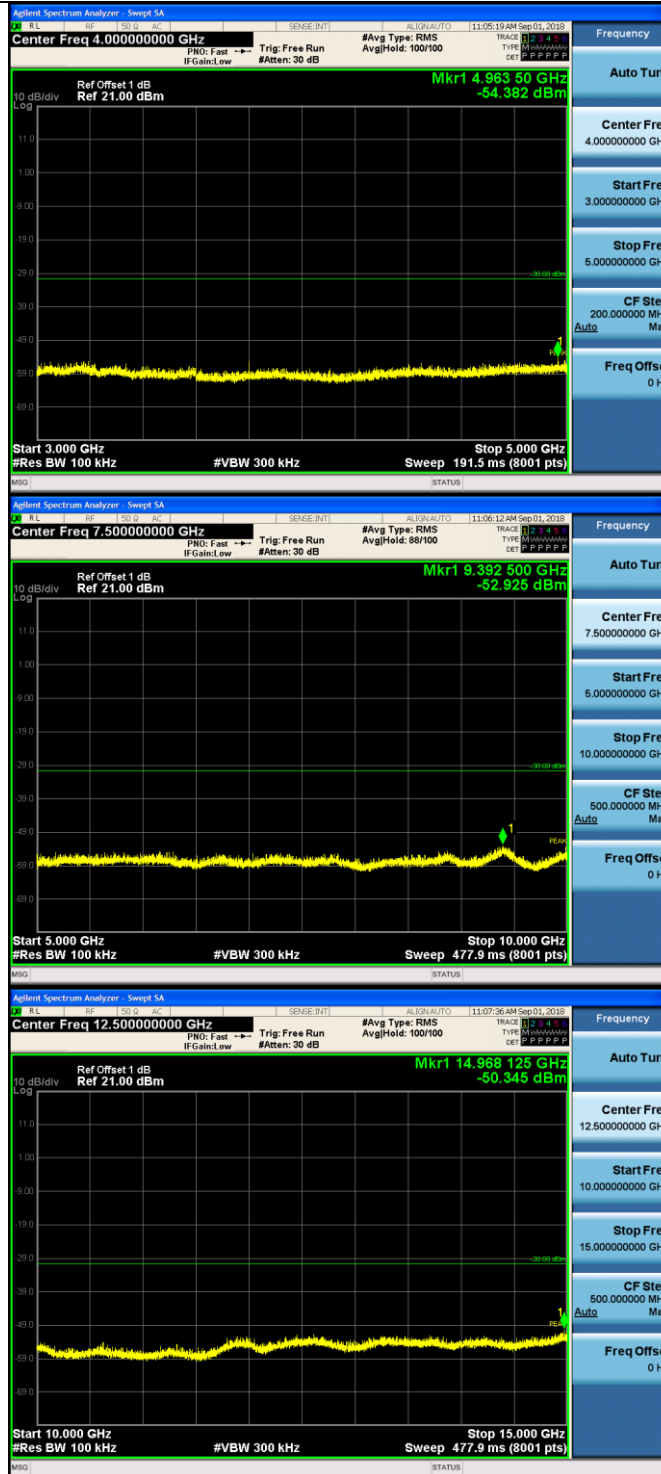 Agilent Spectrum Analyzer - Swept SA
RL RF 50 Ω AC SENSE:INT ALIGNAUTO 11:05:19 AM Sep 01, 2018
Center Freq 4.000000000 GHz #Avg Type: RMS TRACE 1 2 3 4 5 6
PNO: Fast Trig: Free Run Avg|Hold: 100/100 TYPE M
IFGain:Low #Atten: 30 dB DET P P P P P P
Mkr1 4.963 50 GHz
Ref Offset 1 dB
10 dB/div Ref 21.00 dBm -54.382 dBm
Log
11.0
1.00
-9.00
-19.0
-29.0
-30.00 dBm
-39.0
-49.0
1
PEAK
-59.0
-69.0
Start 3.000 GHz Stop 5.000 GHz
#Res BW 100 kHz #VBW 300 kHz Sweep 191.5 ms (8001 pts)
MSG STATUS
Frequency
Auto Tun
Center Fre
4.000000000 GH
Start Fre
3.000000000 GH
Stop Fre
5.000000000 GH
CF Ste
200.000000 MH
Auto Ma
Freq Offse
0 H
Agilent Spectrum Analyzer - Swept SA
RL RF 50 Ω AC SENSE:INT ALIGNAUTO 11:06:12 AM Sep 01, 2018
Center Freq 7.500000000 GHz #Avg Type: RMS TRACE 1 2 3 4 5 6
PNO: Fast Trig: Free Run Avg|Hold: 88/100 TYPE M
IFGain:Low #Atten: 30 dB DET P P P P P P
Mkr1 9.392 500 GHz
Ref Offset 1 dB
10 dB/div Ref 21.00 dBm -52.925 dBm
Log
11.0
1.00
-9.00
-19.0
-29.0
-30.00 dBm
-39.0
-49.0
1
PEAK
-59.0
-69.0
Start 5.000 GHz Stop 10.000 GHz
#Res BW 100 kHz #VBW 300 kHz Sweep 477.9 ms (8001 pts)
MSG STATUS
Frequency
Auto Tun
Center Fre
7.500000000 GH
Start Fre
5.000000000 GH
Stop Fre
10.000000000 GH
CF Ste
500.000000 MH
Auto Ma
Freq Offse
0 H
Agilent Spectrum Analyzer - Swept SA
RL RF 50 Ω AC SENSE:INT ALIGNAUTO 11:07:36 AM Sep 01, 2018
Center Freq 12.500000000 GHz #Avg Type: RMS TRACE 1 2 3 4 5 6
PNO: Fast Trig: Free Run Avg|Hold: 100/100 TYPE M
IFGain:Low #Atten: 30 dB DET P P P P P P
Mkr1 14.968 125 GHz
Ref Offset 1 dB
10 dB/div Ref 21.00 dBm -50.345 dBm
Log
11.0
1.00
-9.00
-19.0
-29.0
-30.00 dBm
-39.0
-49.0
1
PEAK
-59.0
-69.0
Start 10.000 GHz Stop 15.000 GHz
#Res BW 100 kHz #VBW 300 kHz Sweep 477.9 ms (8001 pts)
MSG STATUS
Frequency
Auto Tun
Center Fre
12.500000000 GH
Start Fre
10.000000000 GH
Stop Fre
15.000000000 GH
CF Ste
500.000000 MH
Auto Ma
Freq Offse
0 H